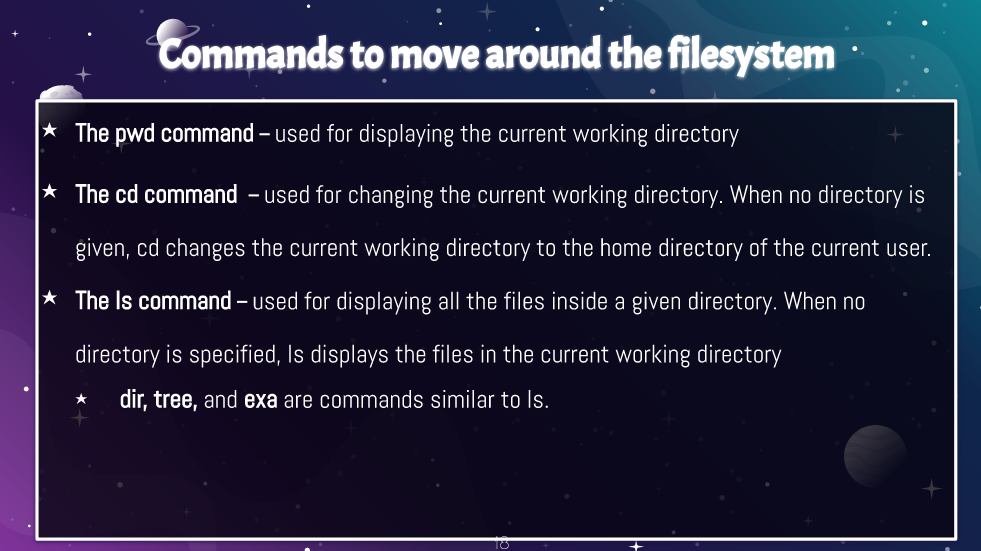 Commands to move around the filesystem
The pwd command – used for displaying the current working directory
The cd command – used for changing the current working directory. When no directory is
given, cd changes the current working directory to the home directory of the current user.
The ls command – used for displaying all the files inside a given directory. When no
directory is specified, ls displays the files in the current working directory
dir, tree, and exa are commands similar to ls.
18